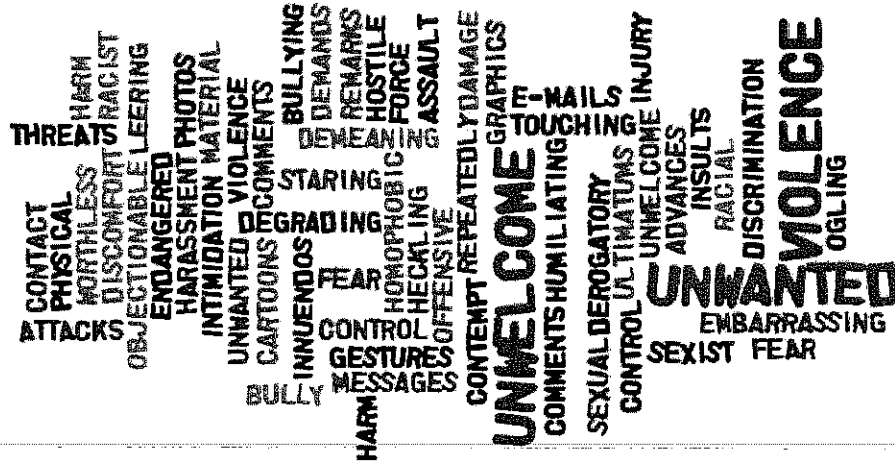 THREATS
CONTACT
PHYSICAL
ATTACKS
HARM
WORTHLESS
RACIST
DISCOMFORT
LEERING
OBJECTIONABLE
ENDANGERED
PHOTOS
HARASSMENT
MATERIAL
INTIMIDATION
VIOLENCE
UNWANTED
COMMENTS
CARTOONS
BULLYING
DEMANDS
REMARKS
HOSTILE
FORCE
ASSAULT
DEMEANING
STARING
DEGRADING
INNUENDOS
FEAR
CONTROL
GESTURES
MESSAGES
BULLY
HARM
HOMOPHOBIC
HECKLING
OFFENSIVE
DAMAGE
REPEATEDLY
CONTEMPT
GRAPHICS
E-MAILS
TOUCHING
UNWELCOME
HUMILIATING
COMMENTS
DEROGATORY
SEXUAL
ULTIMATUMS
CONTROL
INJURY
UNWELCOME
ADVANCES
INSULTS
RACIAL
DISCRIMINATION
VIOLENCE
OGLING
UNWANTED
EMBARRASSING
SEXIST
FEAR